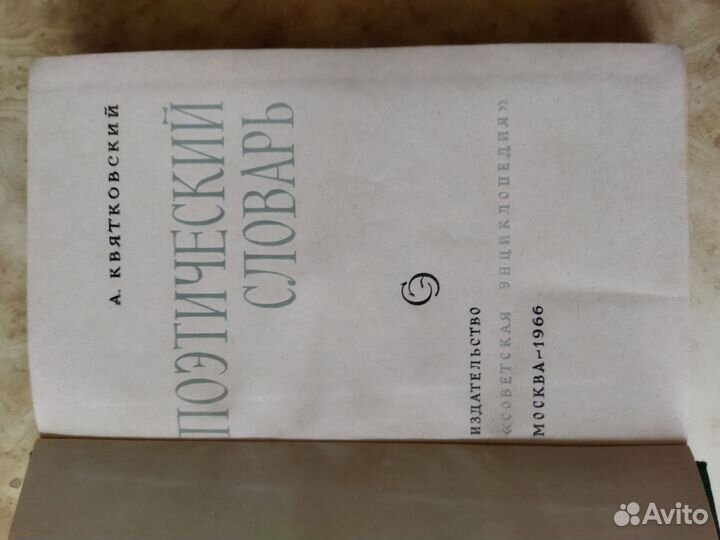 А. КВЯТКОВСКИЙ
ПОЭТИЧЕСКИЙ
СЛОВАРЬ
ИЗДАТЕЛЬСТВО
«СОВЕТСКАЯ ЭНЦИКЛОПЕДИЯ»
МОСКВА–1966
Avito